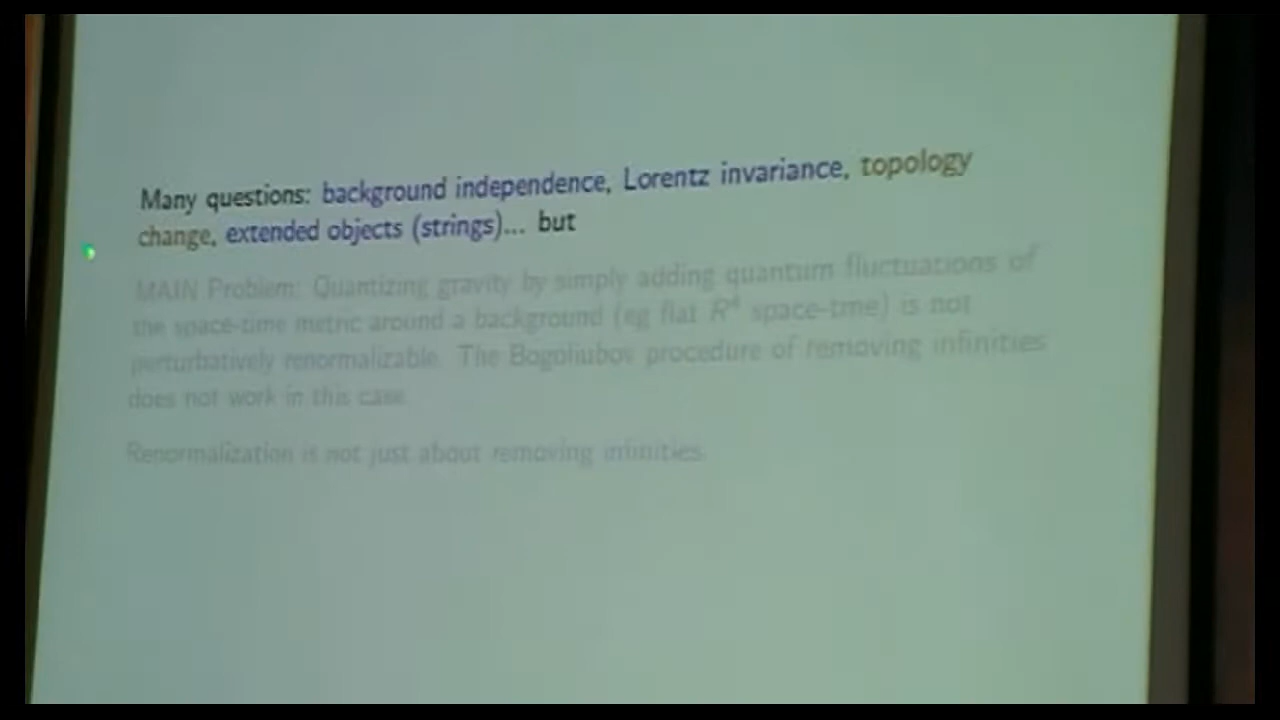 Many questions: background independence, Lorentz invariance, topology
change, extended objects (strings)... but
MAIN Problem: Quantizing gravity by simply adding quantum fluctuations of
the space-time metric around a background (eg flat R⁴ space-tme) is not
perturbatively renormalizable. The Bogoliubov procedure of removing infinities
does not work in this case.
Renormalization is not just about removing infinities.